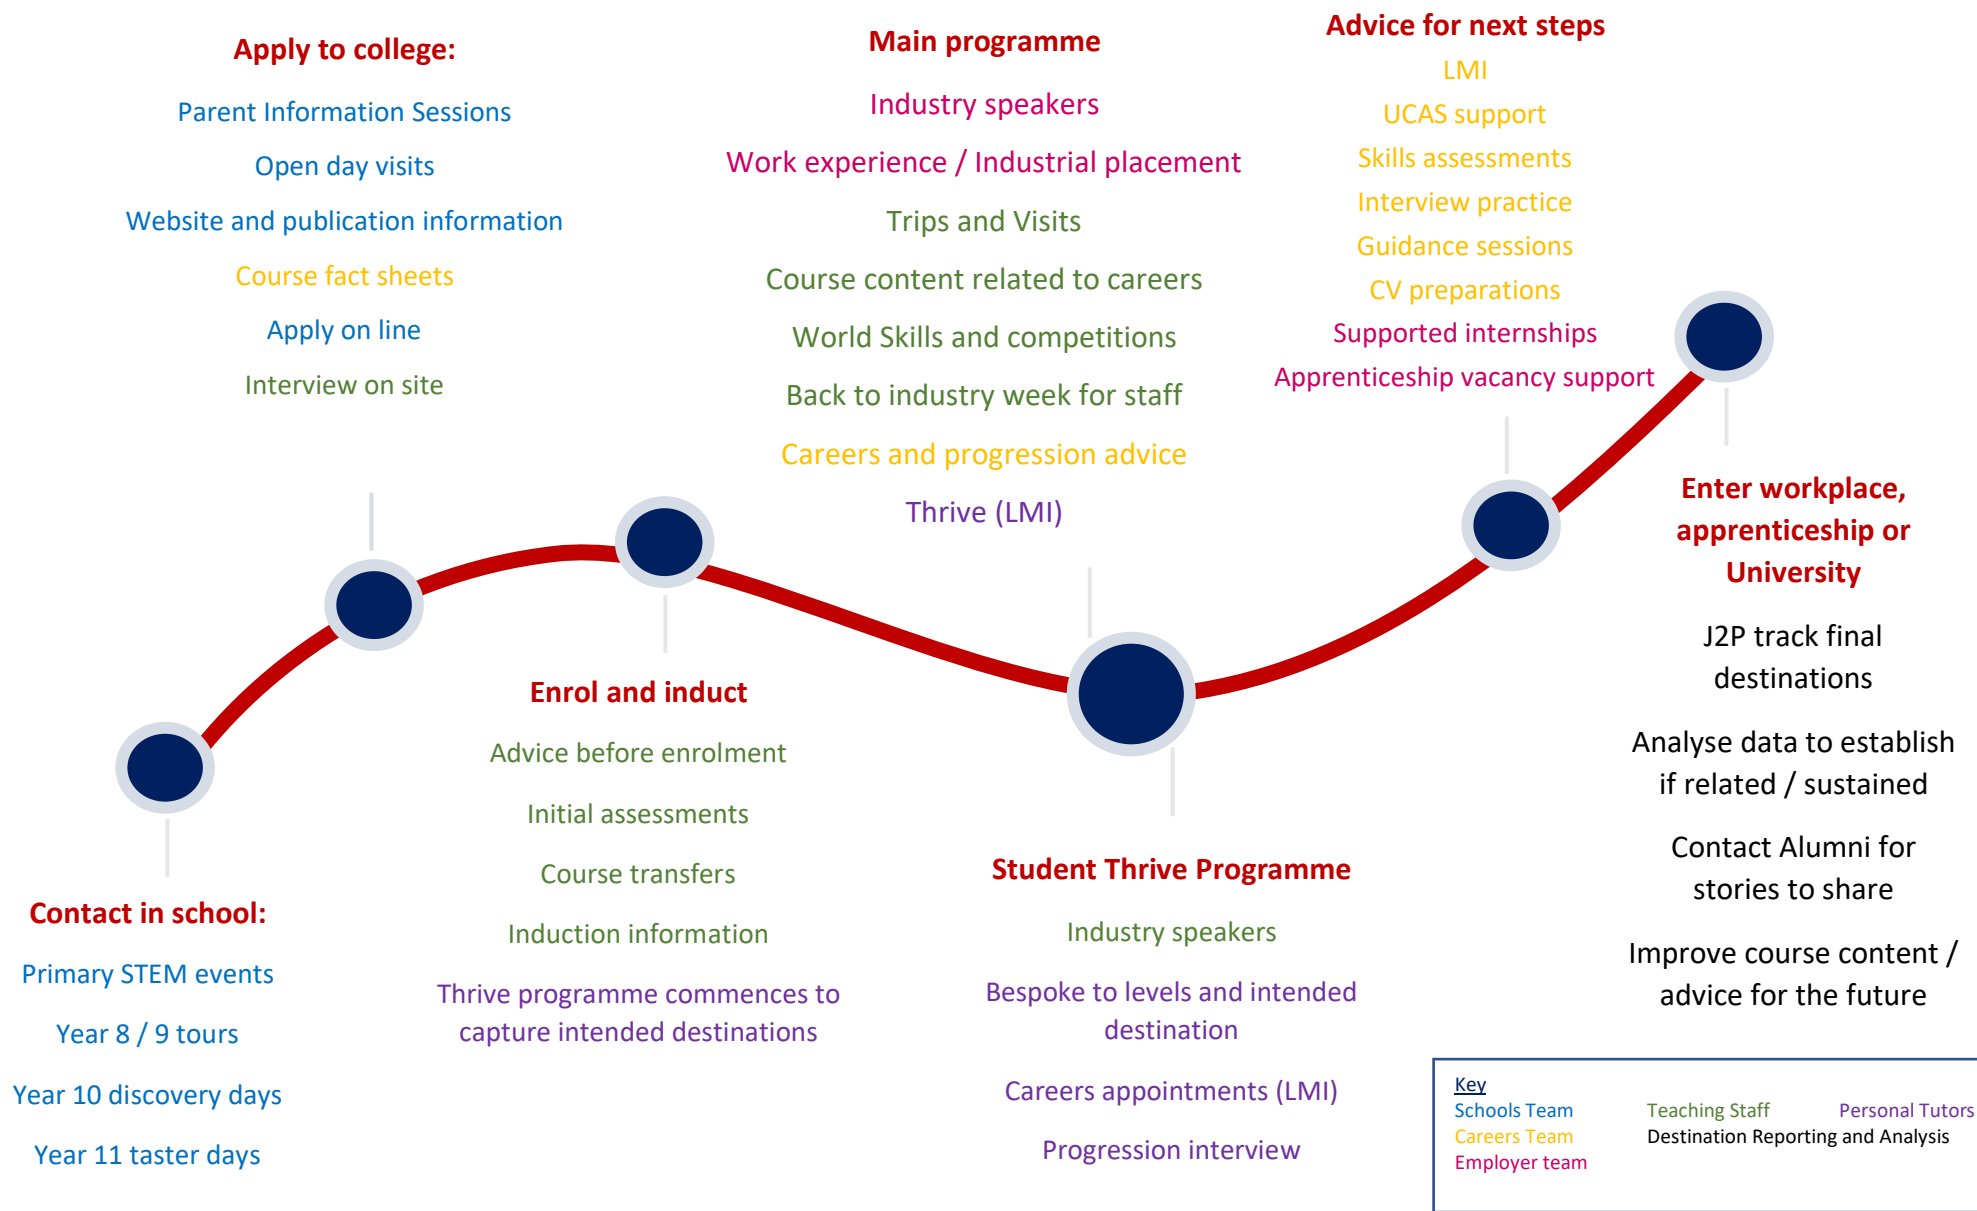 Apply to college:
Parent Information Sessions
Open day visits
Website and publication information
Course fact sheets
Apply on line
Interview on site
Main programme
Industry speakers
Work experience / Industrial placement
Trips and Visits
Course content related to careers
World Skills and competitions
Back to industry week for staff
Careers and progression advice
Thrive (LMI)
Advice for next steps
LMI
UCAS support
Skills assessments
Interview practice
Guidance sessions
CV preparations
Supported internships
Apprenticeship vacancy support
Contact in school:
Primary STEM events
Year 8 / 9 tours
Year 10 discovery days
Year 11 taster days
Enrol and induct
Advice before enrolment
Initial assessments
Course transfers
Induction information
Thrive programme commences to
capture intended destinations
Student Thrive Programme
Industry speakers
Bespoke to levels and intended
destination
Careers appointments (LMI)
Progression interview
Enter workplace,
apprenticeship or
University
J2P track final
destinations
Analyse data to establish
if related / sustained
Contact Alumni for
stories to share
Improve course content /
advice for the future
Key
Schools Team Teaching Staff Personal Tutors
Careers Team Destination Reporting and Analysis
Employer team